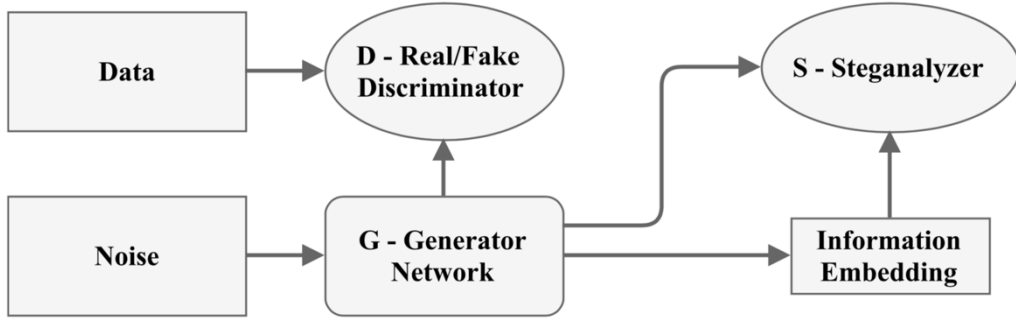 Data
D - Real/Fake
Discriminator
S - Steganalyzer
Noise
G - Generator
Network
Information
Embedding